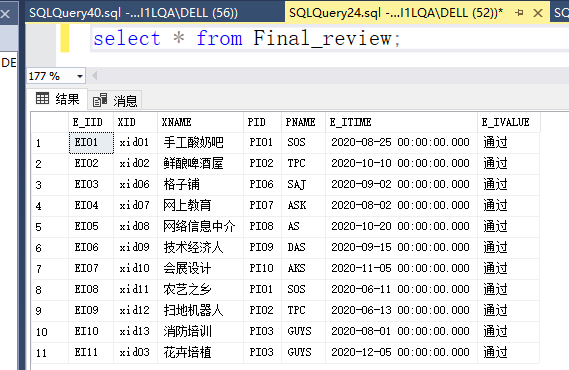 SQLQuery40.sql -...I1LQA\DELL (56))
SQLQuery24.sql -...I1LQA\DELL (52))*
SQ
DE
select * from Final_review;
177 %
结果 消息
E_IID XID XNAME PID PNAME E_ITIME E_IVALUE
1 EI01 xid01 手工酸奶吧 PI01 SOS 2020-08-25 00:00:00.000 通过
2 EI02 xid02 鲜酿啤酒屋 PI02 TPC 2020-10-10 00:00:00.000 通过
3 EI03 xid06 格子铺 PI06 SAJ 2020-09-02 00:00:00.000 通过
4 EI04 xid07 网上教育 PI07 ASK 2020-08-02 00:00:00.000 通过
5 EI05 xid08 网络信息中介 PI08 AS 2020-10-20 00:00:00.000 通过
6 EI06 xid09 技术经济人 PI09 DAS 2020-09-15 00:00:00.000 通过
7 EI07 xid10 会展设计 PI10 AKS 2020-11-05 00:00:00.000 通过
8 EI08 xid11 农艺之乡 PI01 SOS 2020-06-11 00:00:00.000 通过
9 EI09 xid12 扫地机器人 PI02 TPC 2020-06-13 00:00:00.000 通过
10 EI10 xid13 消防培训 PI03 GUYS 2020-08-01 00:00:00.000 通过
11 EI11 xid03 花卉培植 PI03 GUYS 2020-12-05 00:00:00.000 通过